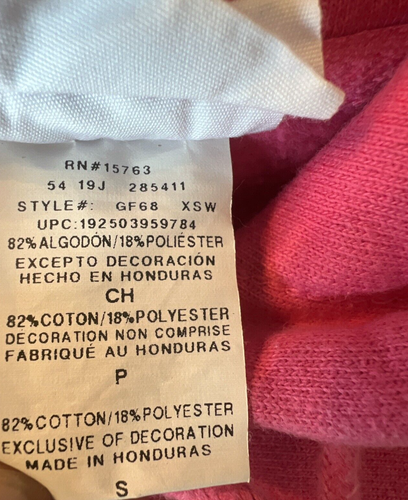 RN#15763
54 19J 285411
STYLE#: GF68 XSW
UPC:192503959784
82%ALGODÓN/18%POLIÉSTER
EXCEPTO DECORACIÓN
HECHO EN HONDURAS
CH
82%COTON/18%POLYESTER
DÉCORATION NON COMPRISE
FABRIQUÉ AU HONDURAS
P
82%COTTON/18%POLYESTER
EXCLUSIVE OF DECORATION
MADE IN HONDURAS
S